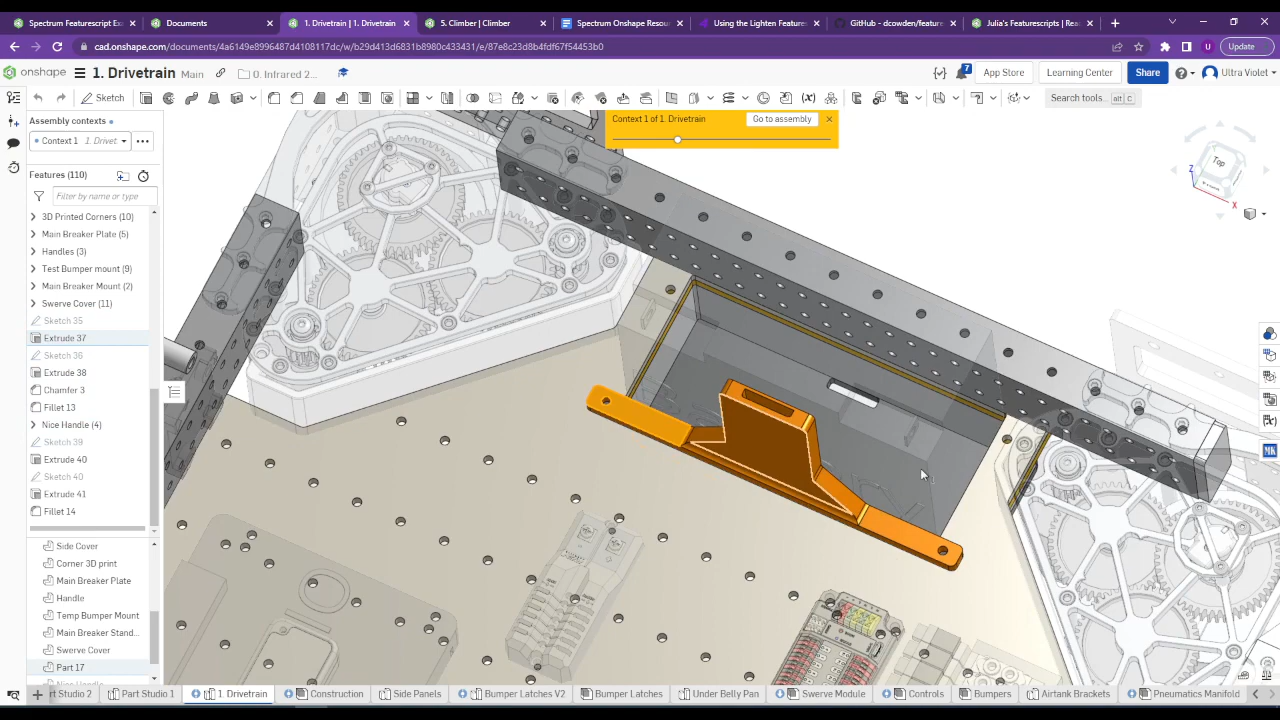 Spectrum Featurescript Ex
Documents
1. Drivetrain | 1. Drivetrain
5. Climber | Climber
Spectrum Onshape Resou
Using the Lighten Feature
GitHub - dcowden/feature
Julia's Featurescripts | Rea
cad.onshape.com/documents/4a6149e8996487d4108117dc/w/b29d413d6831b8980c433431/e/87e8c23d8b4fdf67f54453b0
U
Update
onshape
1. Drivetrain
Main
0. Infrared 2...
7
App Store
Learning Center
Share
Ultra Violet
Sketch
Search tools...
alt
C
Assembly contexts
Context 1
1. Drivet
Context 1 of 1. Drivetrain
Go to assembly
Features (110)
Filter by name or type
3D Printed Corners (10)
Main Breaker Plate (5)
Handles (3)
Test Bumper mount (9)
Main Breaker Mount (2)
Swerve Cover (11)
Sketch 35
Extrude 37
Sketch 36
Extrude 38
Chamfer 3
Fillet 13
Nice Handle (4)
Sketch 39
Extrude 40
Sketch 40
Extrude 41
Fillet 14
Side Cover
Corner 3D print
Main Breaker Plate
Handle
Temp Bumper Mount
Main Breaker Stand...
Swerve Cover
Part 17
Nice Handle
Top
Front
Z
X
t Studio 2
Part Studio 1
1. Drivetrain
Construction
Side Panels
Bumper Latches V2
Bumper Latches
Under Belly Pan
Swerve Module
Controls
Bumpers
Airtank Brackets
Pneumatics Manifold